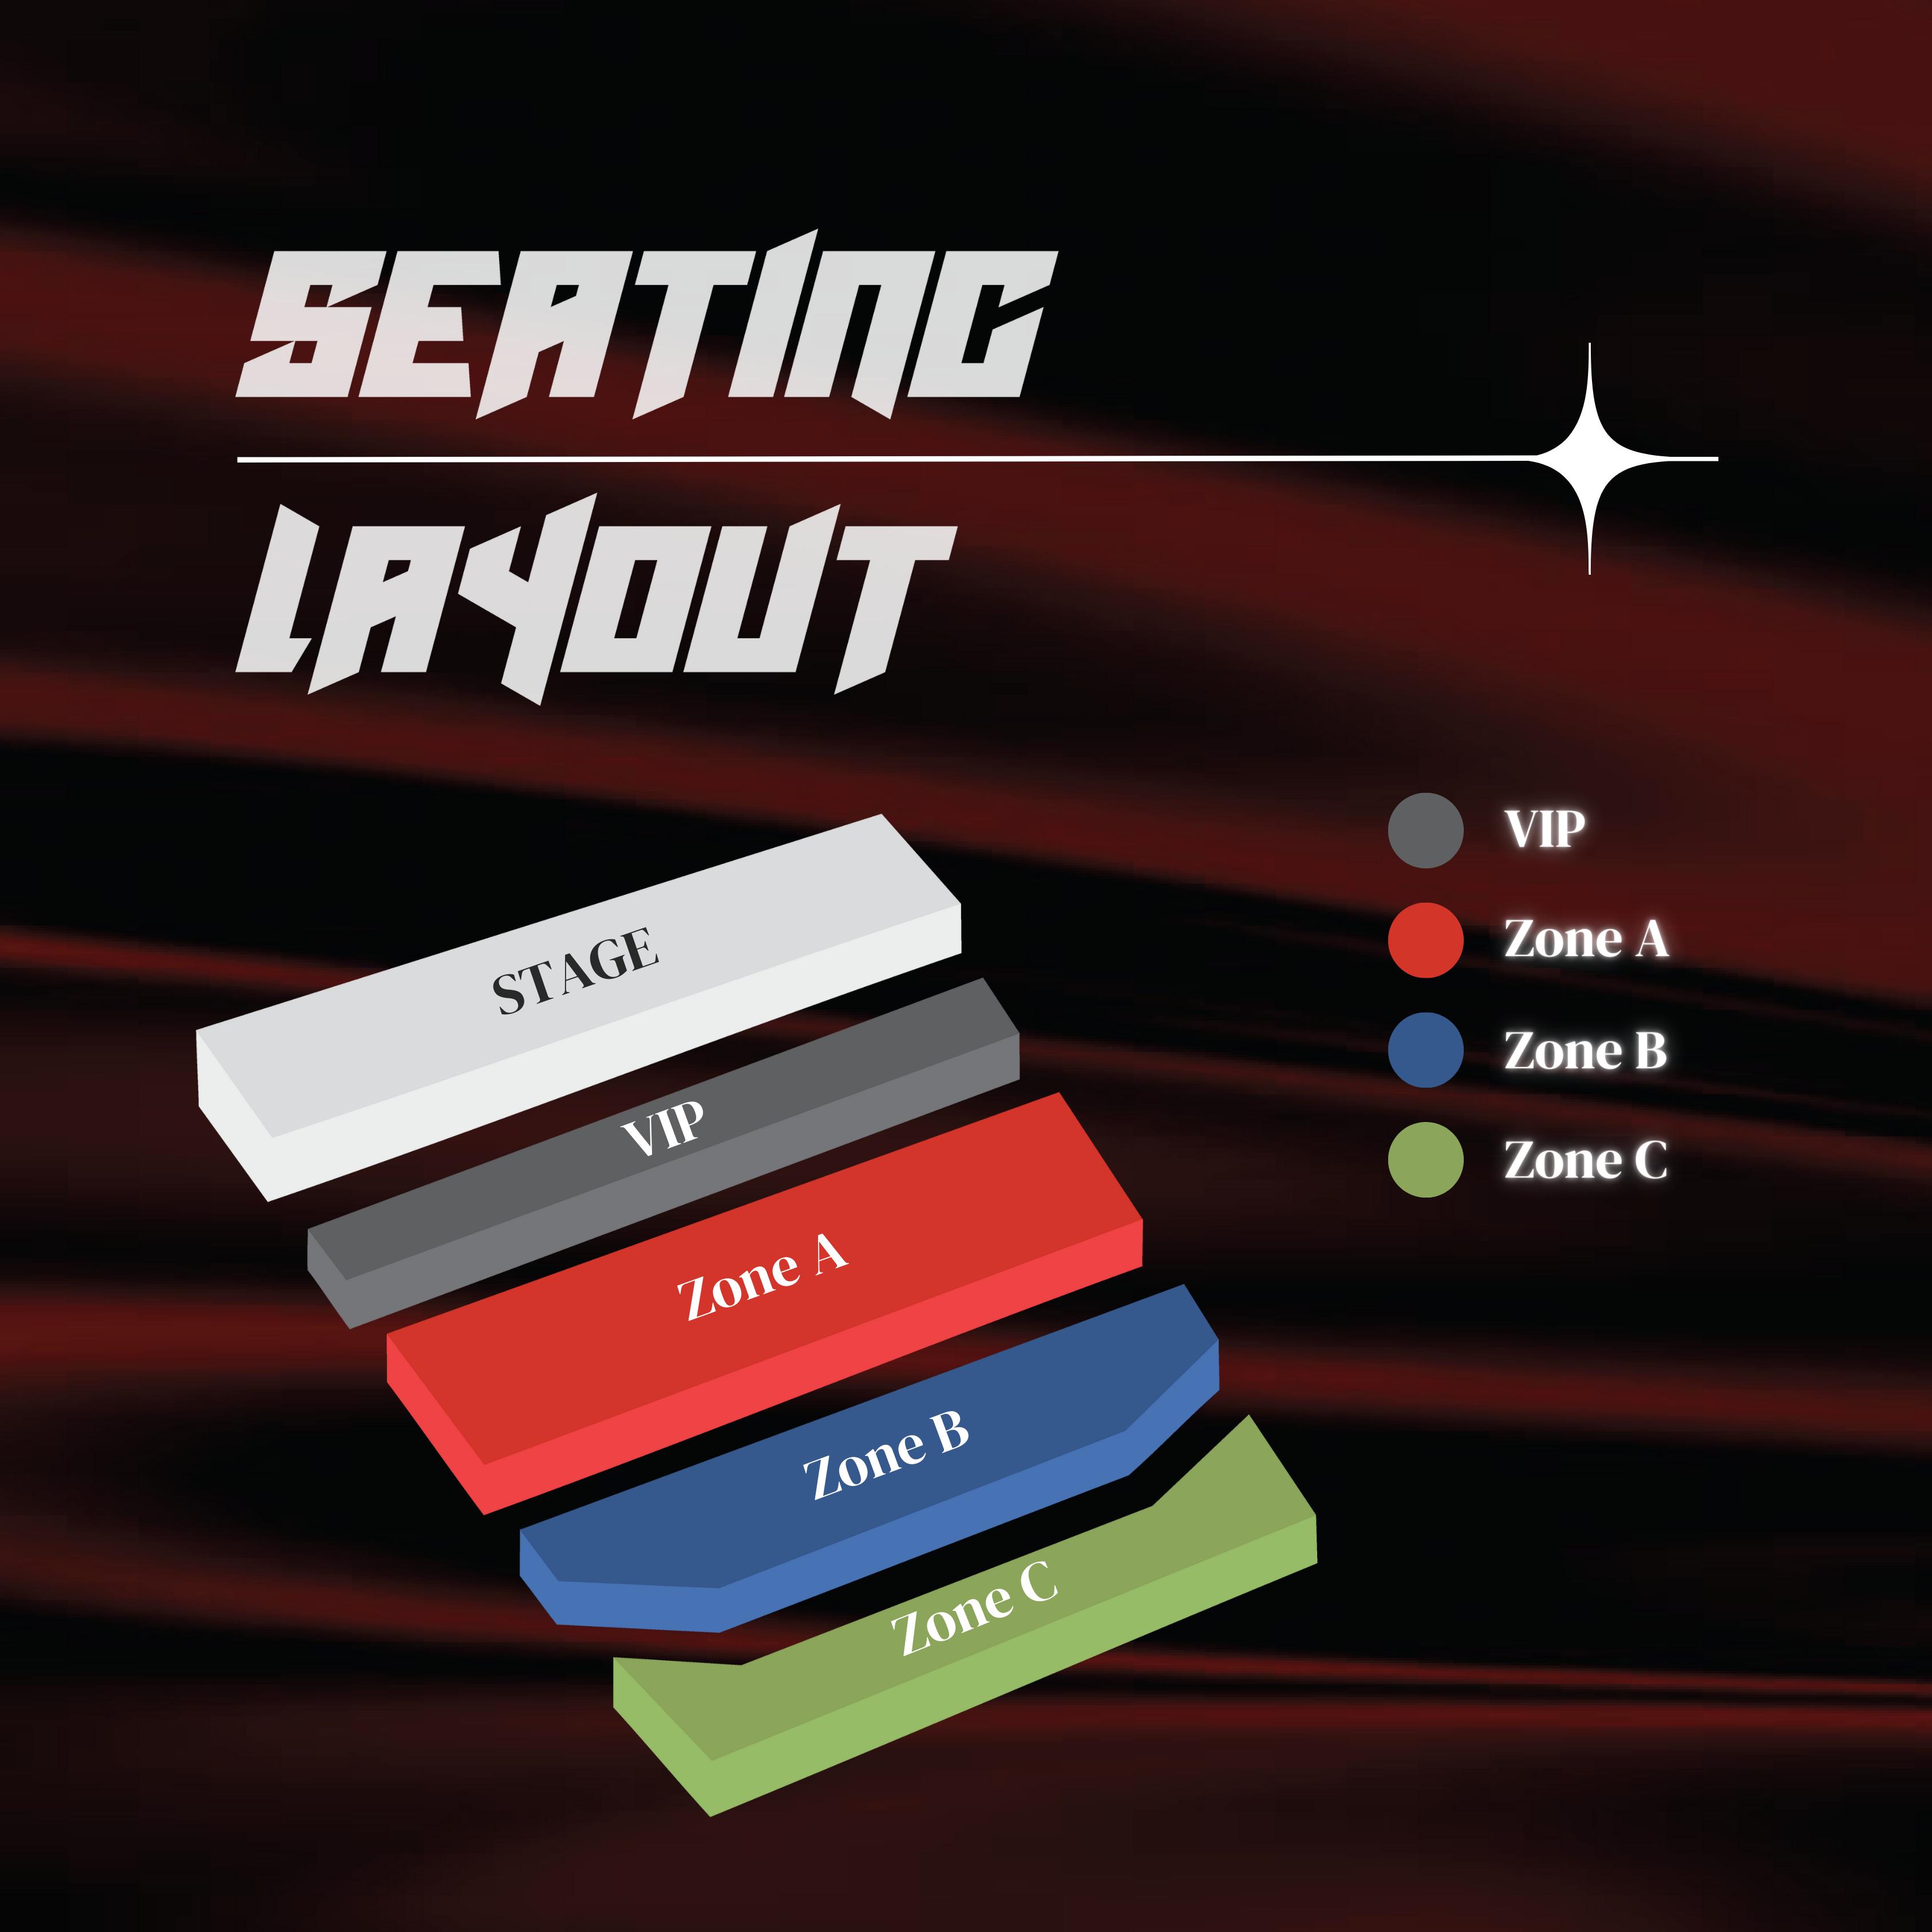 SEATING
LAYOUT
STAGE
VIP
Zone A
Zone B
Zone C
VIP
Zone A
Zone B
Zone C